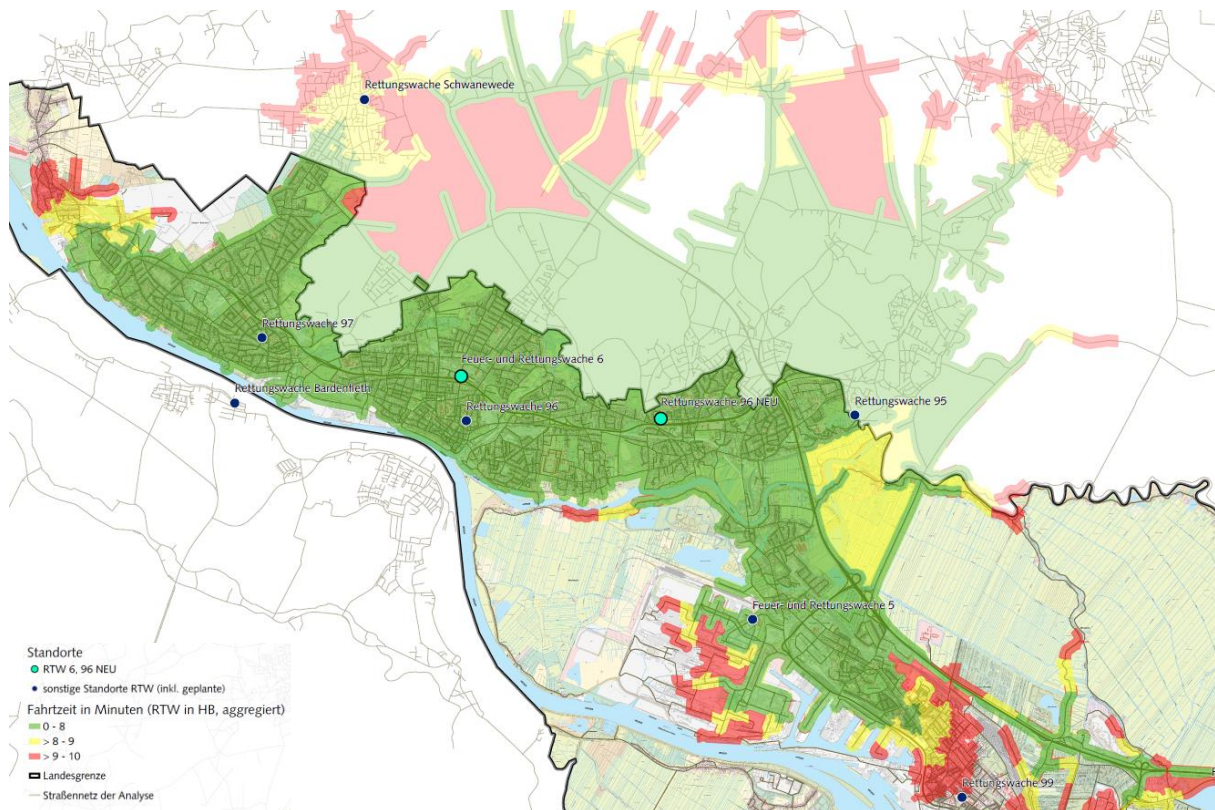 Rettungswache Schwanewede
Rettungswache 97
Feuer- und Rettungswache 6
Rettungswache Bardenfleth
Rettungswache 96
Rettungswache 96 NEU
Rettungswache 95
Feuer- und Rettungswache 5
Rettungswache 99
Standorte
RTW 6, 96 NEU
sonstige Standorte RTW (inkl. geplante)
Fahrtzeit in Minuten (RTW in HB, aggregiert)
0 - 8
> 8 - 9
> 9 - 10
Landesgrenze
Straßennetz der Analyse